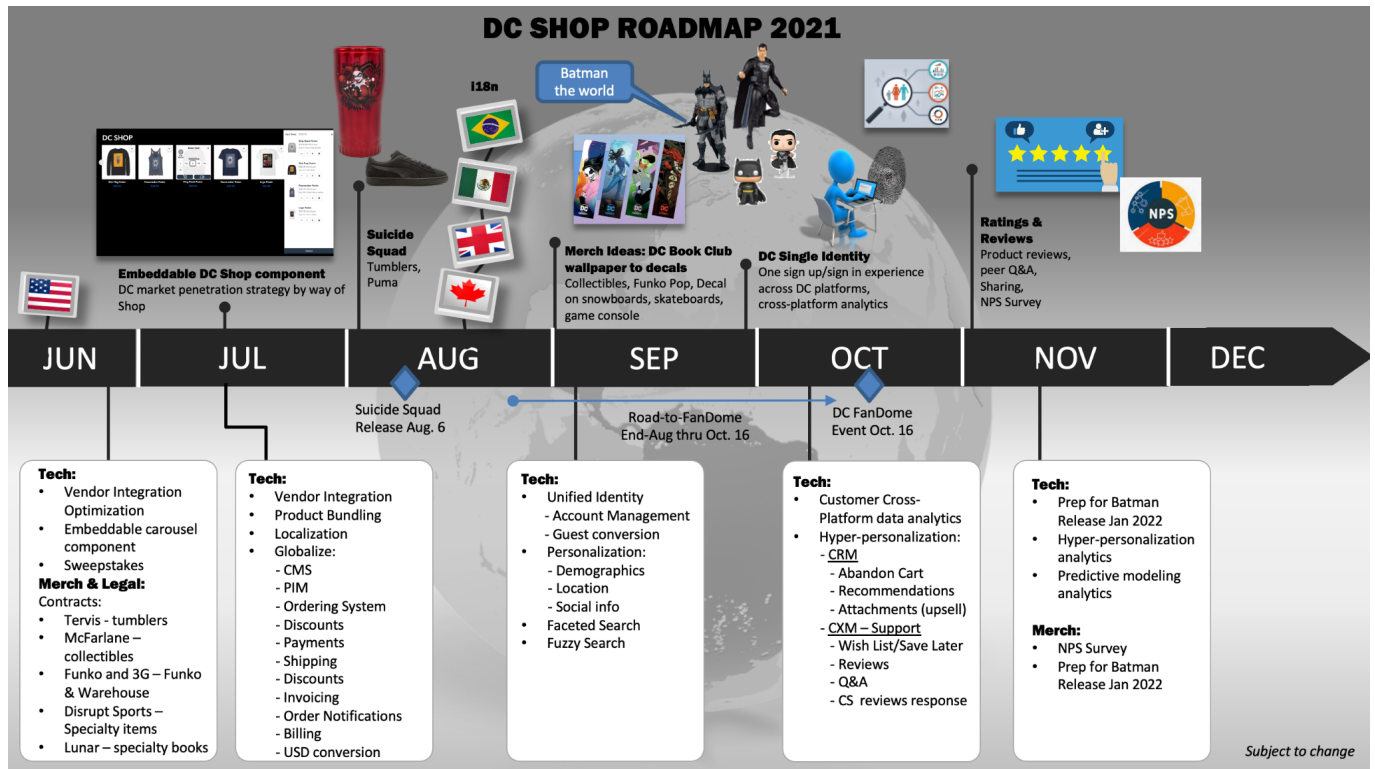 DC SHOP ROADMAP 2021
i18n
Batman
the world
DC SHOP
NPS
Embeddable DC Shop component
DC market penetration strategy by way of
Shop
Suicide
Squad
Tumblers,
Puma
Merch Ideas: DC Book Club
wallpaper to decals
Collectibles, Funko Pop, Decal
on snowboards, skateboards,
game console
DC Single Identity
One sign up/sign in experience
across DC platforms,
cross-platform analytics
Ratings &
Reviews
Product reviews,
peer Q&A,
Sharing,
NPS Survey
JUN
JUL
AUG
SEP
OCT
NOV
DEC
Suicide Squad
Release Aug. 6
Road-to-FanDome
End-Aug thru Oct. 16
DC FanDome
Event Oct. 16
Tech:
• Vendor Integration
Optimization
• Embeddable carousel
component
• Sweepstakes
Merch & Legal:
Contracts:
• Tervis - tumblers
• McFarlane –
collectibles
• Funko and 3G – Funko
& Warehouse
• Disrupt Sports –
Specialty items
• Lunar – specialty books
Tech:
• Vendor Integration
• Product Bundling
• Localization
• Globalize:
- CMS
- PIM
- Ordering System
- Discounts
- Payments
- Shipping
- Discounts
- Invoicing
- Order Notifications
- Billing
- USD conversion
Tech:
• Unified Identity
- Account Management
- Guest conversion
• Personalization:
- Demographics
- Location
- Social info
• Faceted Search
• Fuzzy Search
Tech:
• Customer Cross-
Platform data analytics
• Hyper-personalization:
- CRM
- Abandon Cart
- Recommendations
- Attachments (upsell)
- CXM – Support
- Wish List/Save Later
- Reviews
- Q&A
- CS reviews response
Tech:
• Prep for Batman
Release Jan 2022
• Hyper-personalization
analytics
• Predictive modeling
analytics
Merch:
• NPS Survey
• Prep for Batman
Release Jan 2022
Subject to change